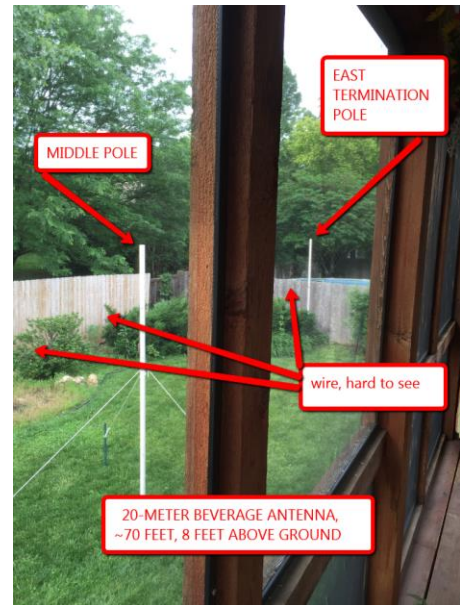 EAST
TERMINATION
POLE
MIDDLE POLE
wire, hard to see
20-METER BEVERAGE ANTENNA,
~70 FEET, 8 FEET ABOVE GROUND